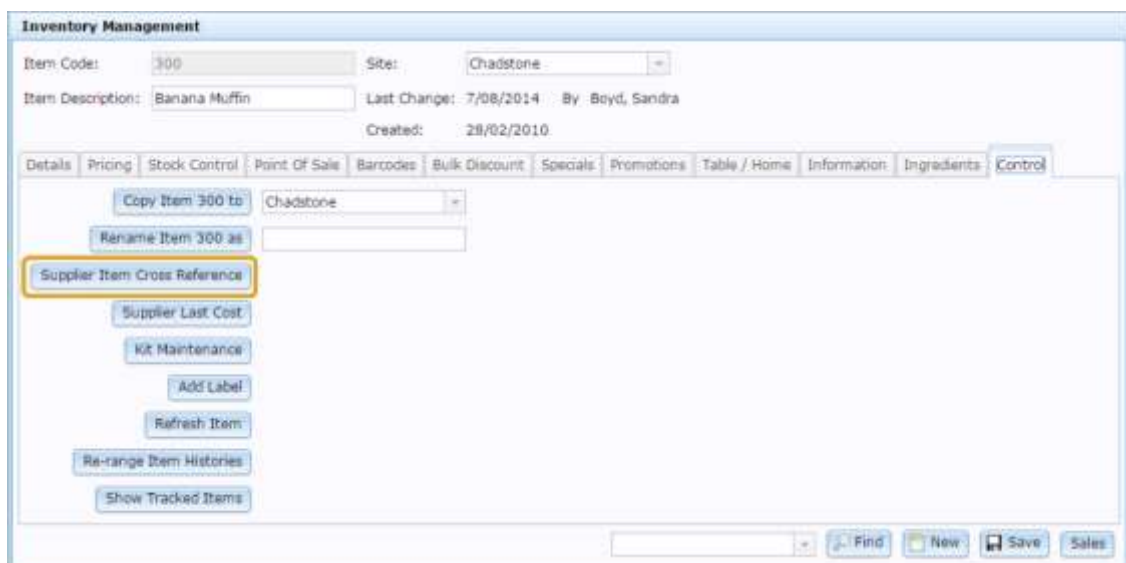 Inventory Management
Item Code: 300 Site: Chadstone
Item Description: Banana Muffin Last Change: 7/08/2014 By Boyd, Sandra
Created: 28/02/2010
Details Pricing Stock Control Point Of Sale Barcodes Bulk Discount Specials Promotions Table / Home Information Ingredients Control
Copy Item 300 to Chadstone
Rename Item 300 as
Supplier Item Cross Reference
Supplier Last Cost
Kit Maintenance
Add Label
Refresh Item
Re-range Item Histories
Show Tracked Items
Find New Save Sales